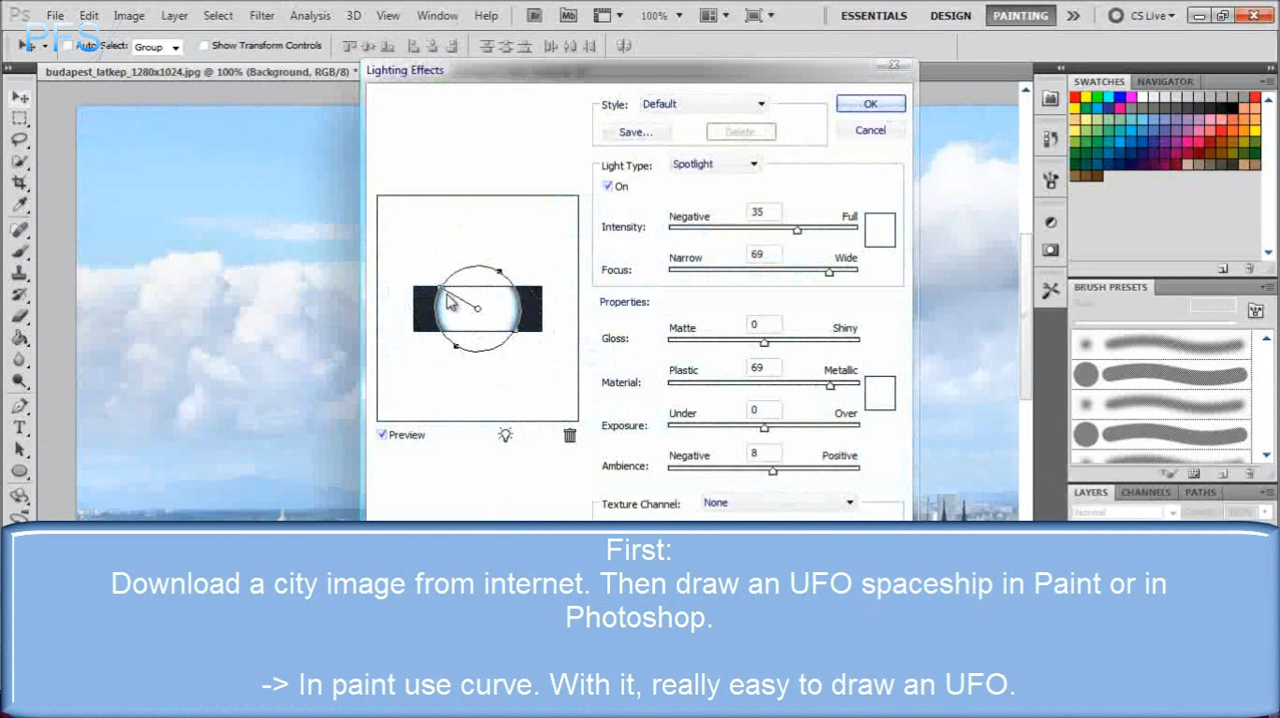 Ps File Edit Image Layer Select Filter Analysis 3D View Window Help Br Mb 100% ESSENTIALS DESIGN PAINTING CS Live
PFS
Auto-Select: Group Show Transform Controls
budapest_latkep_1280x1024.jpg @ 100% (Background, RGB/8) *
Lighting Effects
Style: Default OK
Save... Delete Cancel
Light Type: Spotlight
On
Negative 35 Full
Intensity:
Narrow 69 Wide
Focus:
Properties:
Matte 0 Shiny
Gloss:
Plastic 69 Metallic
Material:
Under 0 Over
Exposure:
Negative 8 Positive
Ambience:
Texture Channel: None
Preview
SWATCHES NAVIGATOR
BRUSH PRESETS
LAYERS CHANNELS PATHS
Normal
First:
Download a city image from internet. Then draw an UFO spaceship in Paint or in
Photoshop.
-> In paint use curve. With it, really easy to draw an UFO.